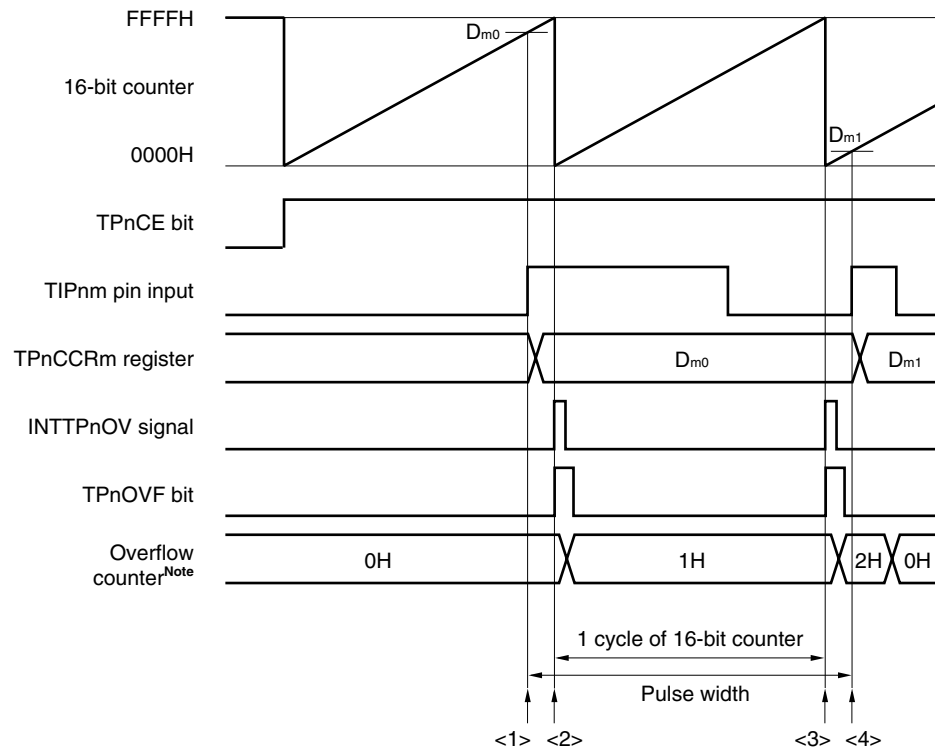 FFFFH
Dm0
16-bit counter
0000H
Dm1
TPnCE bit
TIPnm pin input
TPnCCRm register
Dm0
Dm1
INTTPnOV signal
TPnOVF bit
Overflow
counterNote
0H
1H
2H
0H
1 cycle of 16-bit counter
Pulse width
<1> <2> <3> <4>